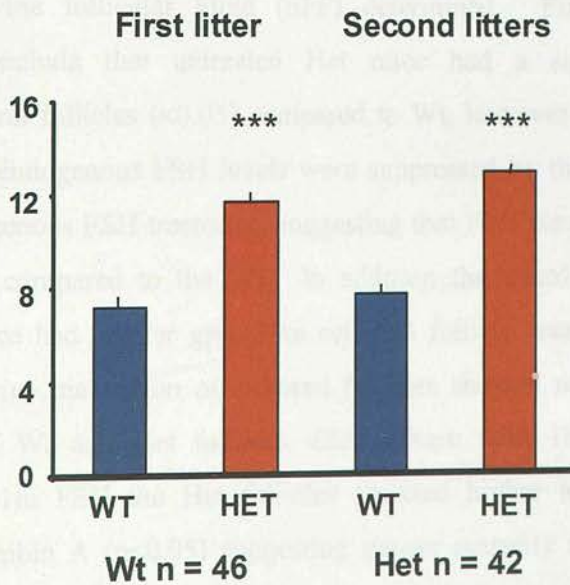 First litter Second litters
16
*** ***
12
8
4
0
WT HET WT HET
Wt n = 46 Het n = 42